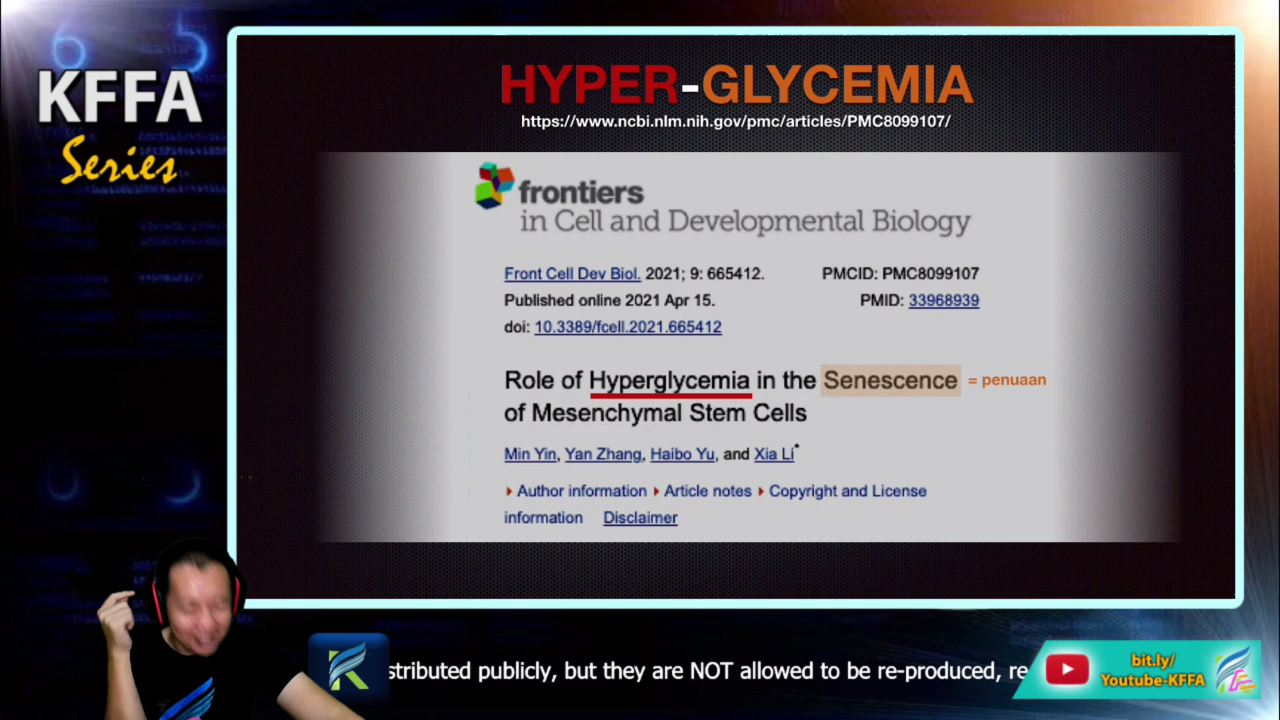 6 5
KFFA
Series
HYPER-GLYCEMIA
https://www.ncbi.nlm.nih.gov/pmc/articles/PMC8099107/
frontiers
in Cell and Developmental Biology
Front Cell Dev Biol. 2021; 9: 665412.
PMCID: PMC8099107
Published online 2021 Apr 15.
PMID: 33968939
doi: 10.3389/fcell.2021.665412
Role of Hyperglycemia in the Senescence = penuaan
of Mesenchymal Stem Cells
Min Yin, Yan Zhang, Haibo Yu, and Xia Li*
Author information Article notes Copyright and License
information Disclaimer
stributed publicly, but they are NOT allowed to be re-produced, re
bit.ly/
Youtube-KFFA